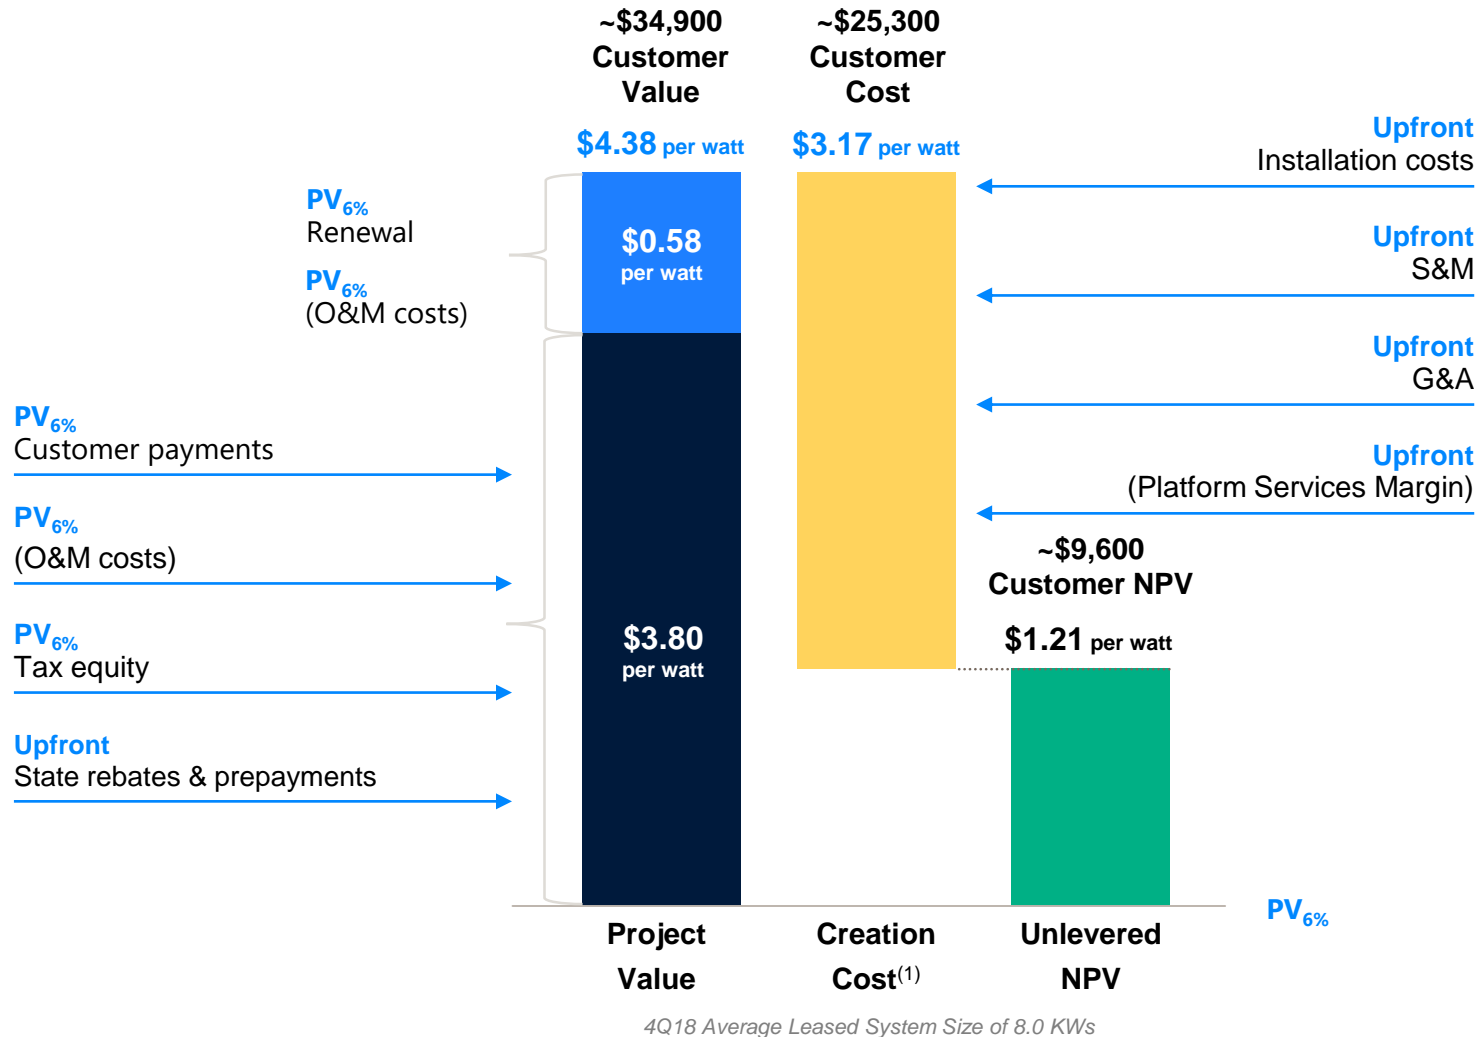 ~$34,900
Customer
Value
$4.38 per watt
~$25,300
Customer
Cost
$3.17 per watt
PV6%
Renewal
PV6%
(O&M costs)
$0.58
per watt
PV6%
Customer payments
PV6%
(O&M costs)
PV6%
Tax equity
Upfront
State rebates & prepayments
$3.80
per watt
Upfront
Installation costs
Upfront
S&M
Upfront
G&A
Upfront
(Platform Services Margin)
~$9,600
Customer NPV
$1.21 per watt
PV6%
Project
Value
Creation
Cost(1)
Unlevered
NPV
4Q18 Average Leased System Size of 8.0 KWs